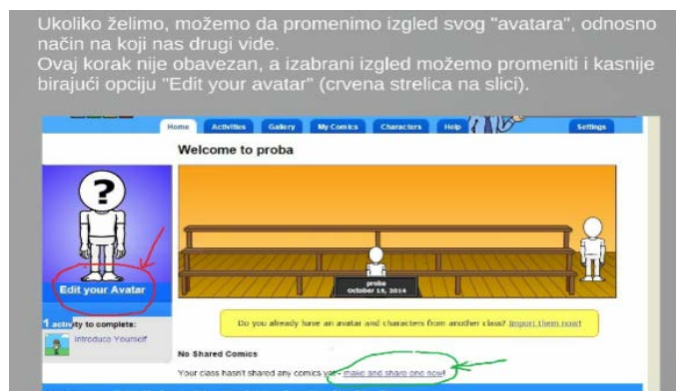 Ukoliko želimo, možemo da promenimo izgled svog "avatara", odnosno
način na koji nas drugi vide.
Ovaj korak nije obavezan, a izabrani izgled možemo promeniti i kasnije
birajući opciju "Edit your avatar" (crvena strelica na slici).
Home Activities Gallery My Comics Characters Help Settings
Welcome to proba
?
Edit your Avatar
proba
October 19, 2014
1 activity to complete:
Introduce Yourself
Do you already have an avatar and characters from another class? Import them now!
No Shared Comics
Your class hasn't shared any comics yet - make and share one now!